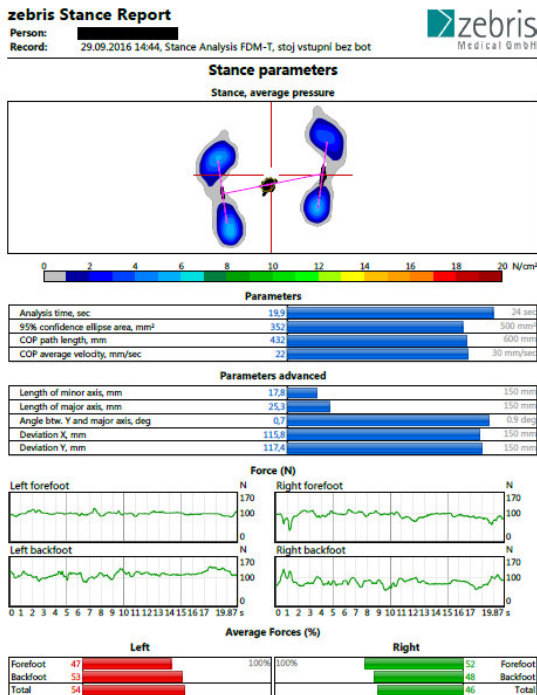 zebris Stance Report
Person:
Record: 29.09.2016 14:44, Stance Analysis FDM-T, stoj vstupní bez bot
zebris
Medical GmbH
Stance parameters
Stance, average pressure
0 2 4 6 8 10 12 14 16 18 20 N/cm²
Parameters
Analysis time, sec 19,9 24 sec
95% confidence ellipse area, mm² 352 500 mm²
COP path length, mm 432 600 mm
COP average velocity, mm/sec 22 30 mm/sec
Parameters advanced
Length of minor axis, mm 17,8 150 mm
Length of major axis, mm 25,3 150 mm
Angle btw. Y and major axis, deg 0,7 0.9 deg
Deviation X, mm 115,8 150 mm
Deviation Y, mm 117,4 150 mm
Force (N)
Left forefoot N Right forefoot N
170 170
100 100
0 0
Left backfoot N Right backfoot N
170 170
100 100
0 0
0 1 2 3 4 5 6 7 8 9 10 11 12 13 14 15 16 17 19.87 s 0 1 2 3 4 5 6 7 8 9 10 11 12 13 14 15 16 17 19.87 s
Average Forces (%)
Left Right
Forefoot 47 100% 100% 52 Forefoot
Backfoot 53 48 Backfoot
Total 54 46 Total